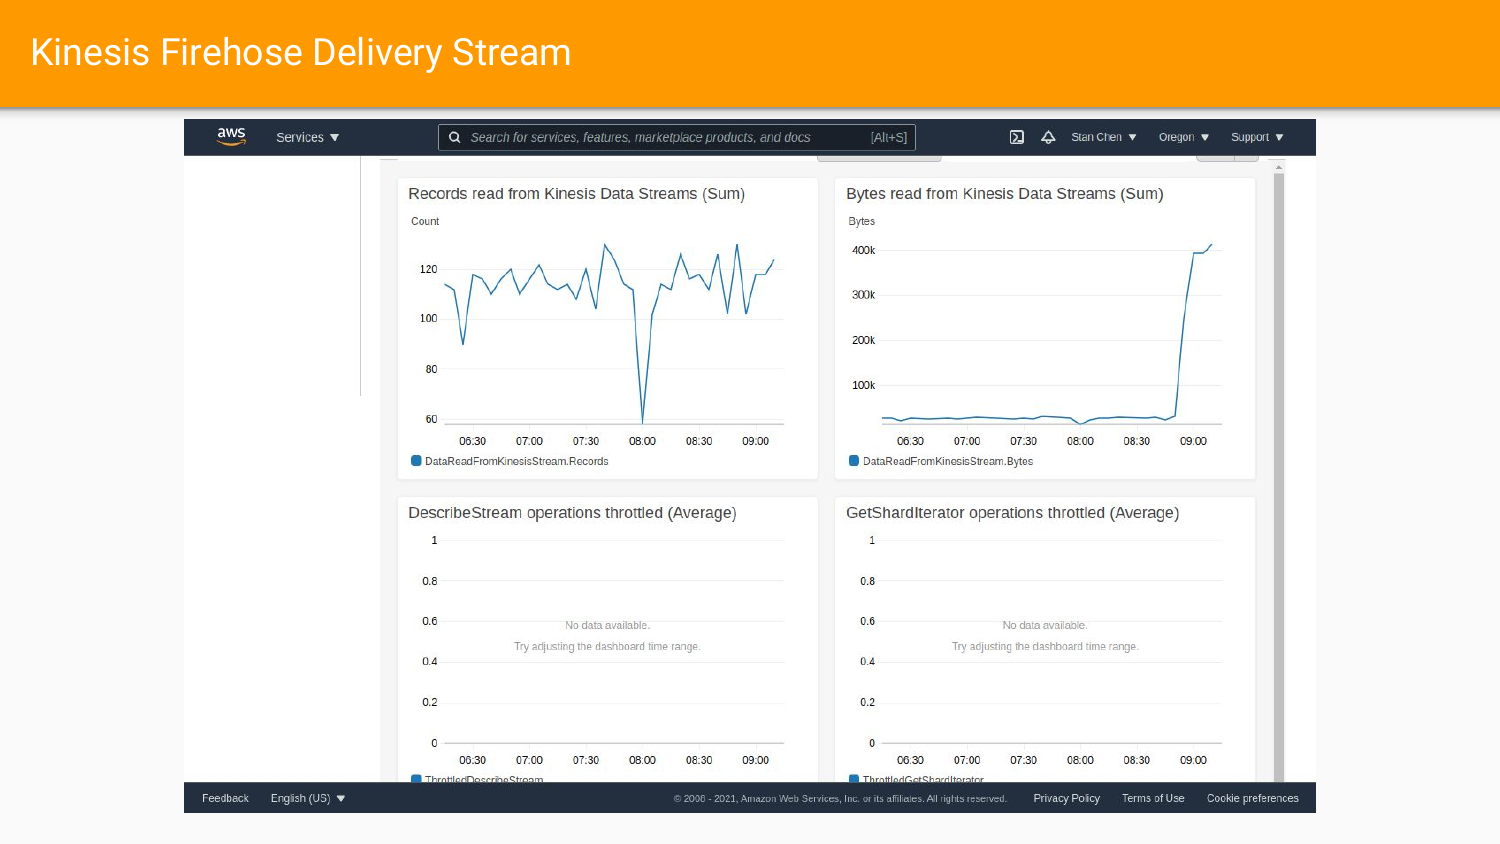 Kinesis Firehose Delivery Stream
aws Services Search for services, features, marketplace products, and docs [Alt+S] Stan Chen Oregon Support
Records read from Kinesis Data Streams (Sum)
Count
120
100
80
60
06:30 07:00 07:30 08:00 08:30 09:00
DataReadFromKinesisStream.Records
Bytes read from Kinesis Data Streams (Sum)
Bytes
400k
300k
200k
100k
06:30 07:00 07:30 08:00 08:30 09:00
DataReadFromKinesisStream.Bytes
DescribeStream operations throttled (Average)
1
0.8
0.6
No data available.
Try adjusting the dashboard time range.
0.4
0.2
0
06:30 07:00 07:30 08:00 08:30 09:00
ThrottledDescribeStream
GetShardIterator operations throttled (Average)
1
0.8
0.6
No data available.
Try adjusting the dashboard time range.
0.4
0.2
0
06:30 07:00 07:30 08:00 08:30 09:00
ThrottledGetShardIterator
Feedback English (US) © 2008 - 2021, Amazon Web Services, Inc. or its affiliates. All rights reserved. Privacy Policy Terms of Use Cookie preferences